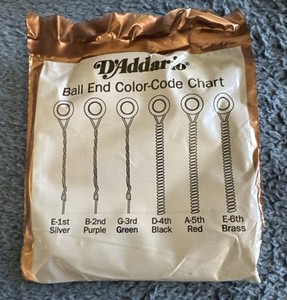 D'Addario
Ball End Color-Code Chart
E-1st B-2nd G-3rd D-4th A-5th E-6th
Silver Purple Green Black Red Brass